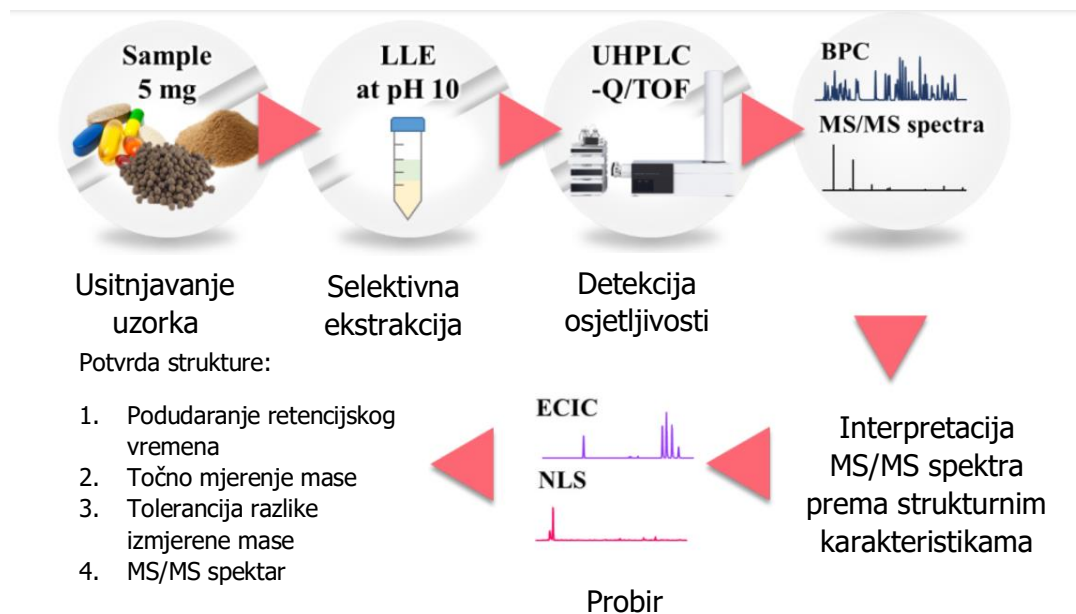 Sample
5 mg
LLE
at pH 10
UHPLC
-Q/TOF
BPC
MS/MS spectra
Usitnjavanje
uzorka
Selektivna
ekstrakcija
Detekcija
osjetljivosti
Interpretacija
MS/MS spektra
prema strukturnim
karakteristikama
ECIC
NLS
Probir
Potvrda strukture:
1. Podudaranje retencijskog
vremena
2. Točno mjerenje mase
3. Tolerancija razlike
izmjerene mase
4. MS/MS spektar